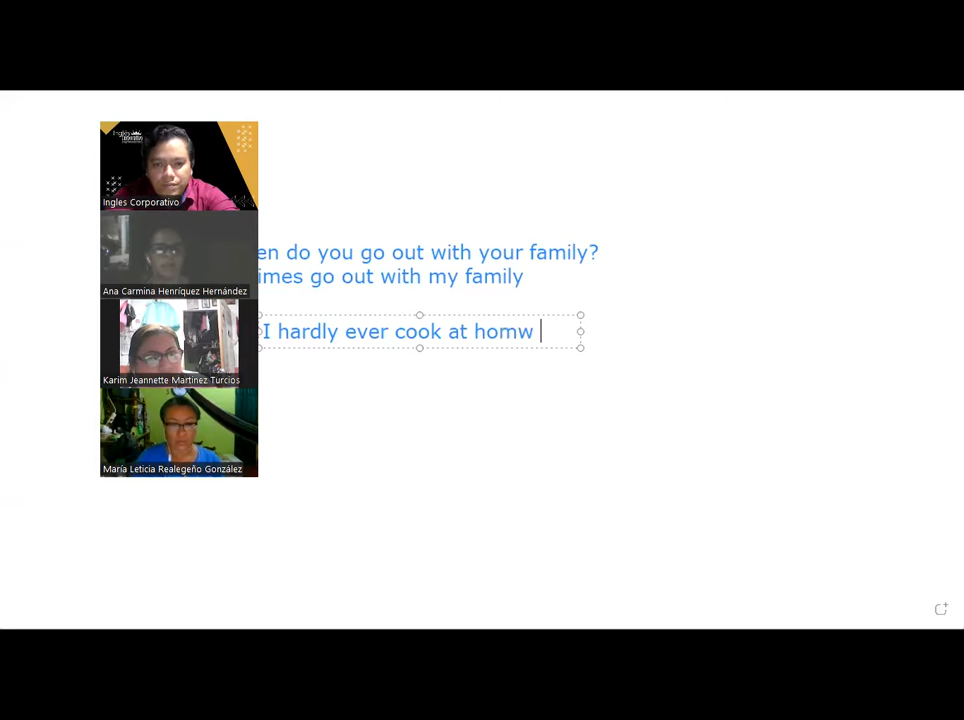 Ingles Corporativo
Ana Carmina Henríquez Hernández
Karim Jeannette Martinez Turcios
María Leticia Realegeño González
en do you go out with your family?
imes go out with my family
I hardly ever cook at homw